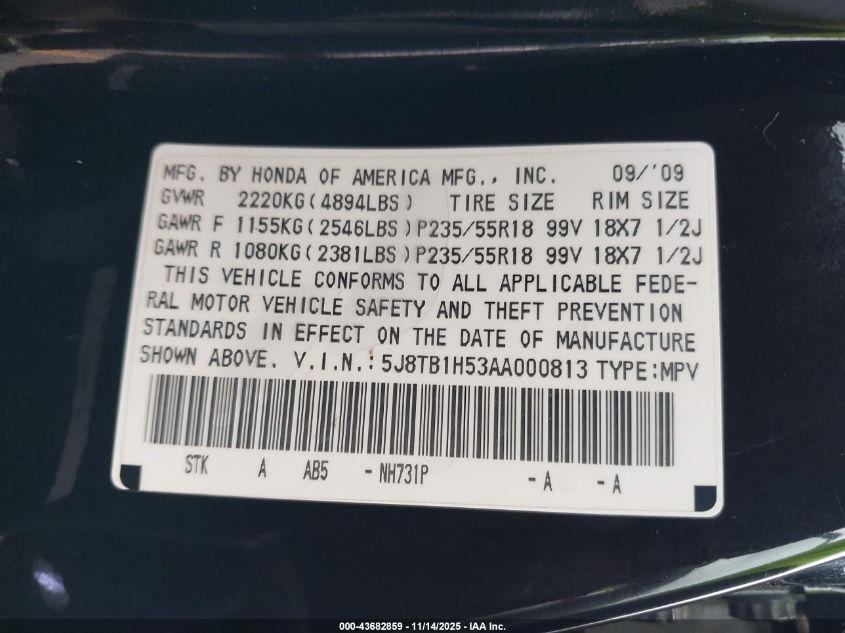 MFG. BY HONDA OF AMERICA MFG., INC. 09/'09
GVWR 2220KG(4894LBS) TIRE SIZE RIM SIZE
GAWR F 1155KG(2546LBS)P235/55R18 99V 18X7 1/2J
GAWR R 1080KG(2381LBS)P235/55R18 99V 18X7 1/2J
THIS VEHICLE CONFORMS TO ALL APPLICABLE FEDE-
RAL MOTOR VEHICLE SAFETY AND THEFT PREVENTION
STANDARDS IN EFFECT ON THE DATE OF MANUFACTURE
SHOWN ABOVE. V.I.N.:5J8TB1H53AA000813 TYPE:MPV
STK A AB5 -NH731P -A -A
000-43682859 - 11/14/2025 - IAA Inc.